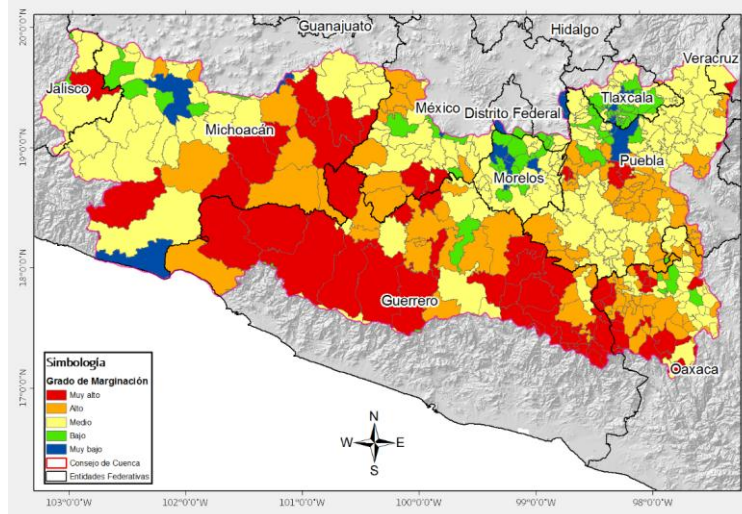 Guanajuato
Hidalgo
Veracruz
Jalisco
México
Tlaxcala
Distrito Federal
Michoacán
Puebla
Morelos
Guerrero
Oaxaca
Simbología
Grado de Marginación
Muy alto
Alto
Medio
Bajo
Muy bajo
Consejo de Cuenca
Entidades Federativas
N
W E
S
20°0'0"N
19°0'0"N
18°0'0"N
17°0'0"N
103°0'0"W
102°0'0"W
101°0'0"W
100°0'0"W
99°0'0"W
98°0'0"W